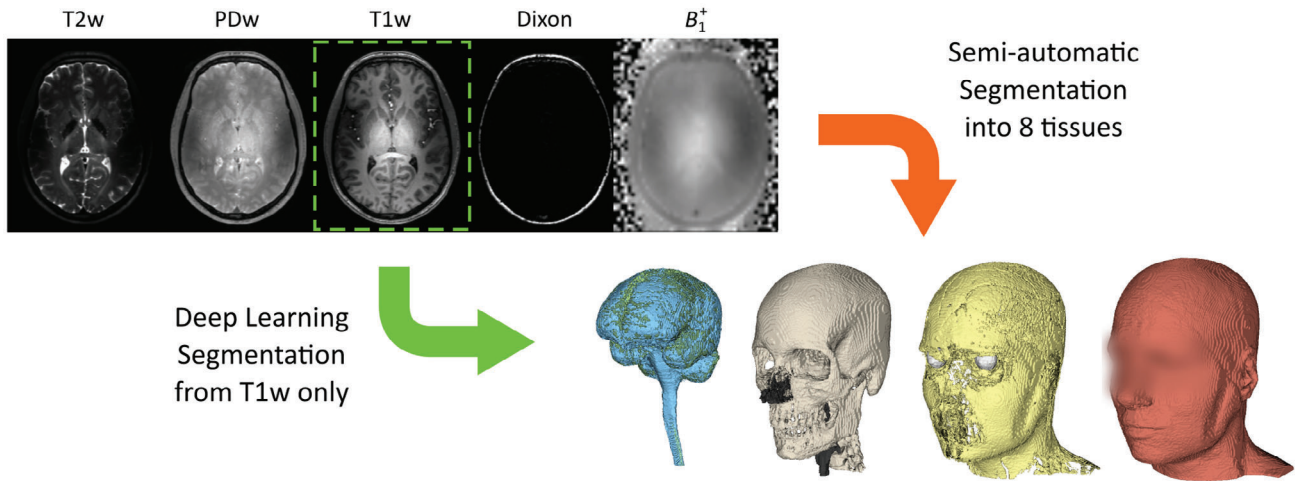 T2w PDw T1w Dixon B₁⁺
Semi-automatic
Segmentation
into 8 tissues
Deep Learning
Segmentation
from T1w only